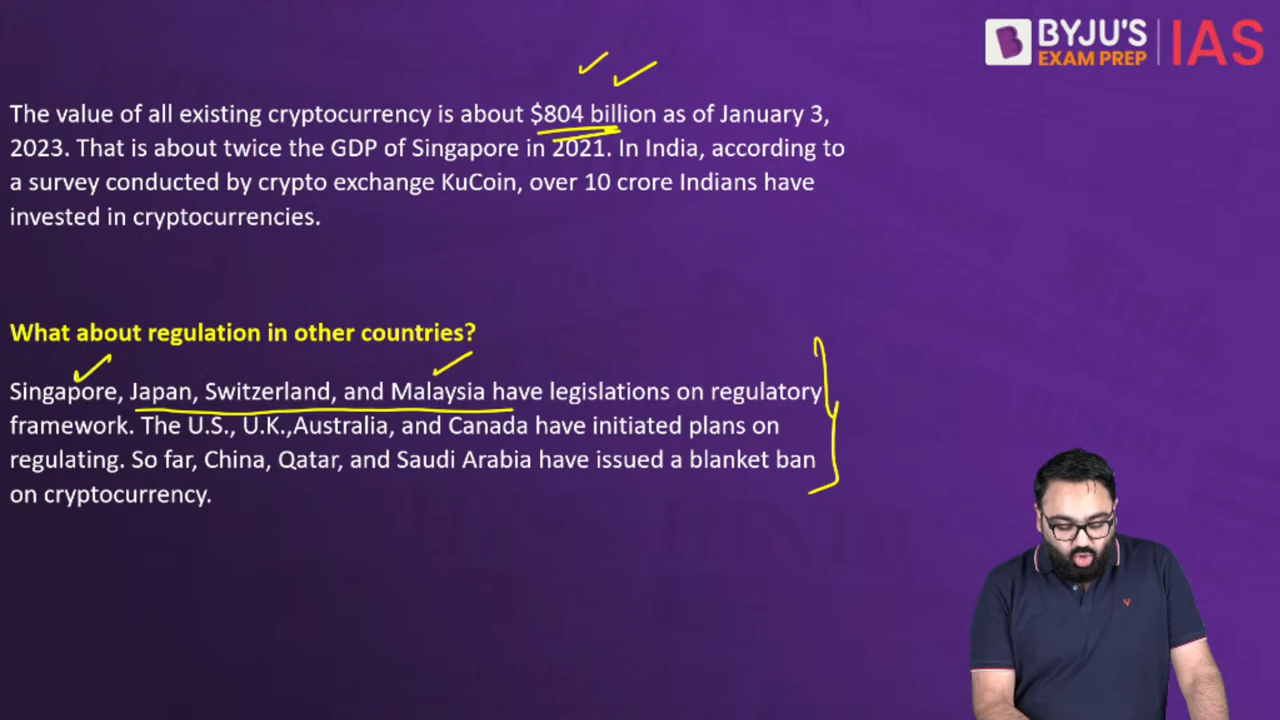 BYJU'S
EXAM PREP
IAS
The value of all existing cryptocurrency is about $804 billion as of January 3,
2023. That is about twice the GDP of Singapore in 2021. In India, according to
a survey conducted by crypto exchange KuCoin, over 10 crore Indians have
invested in cryptocurrencies.
What about regulation in other countries?
Singapore, Japan, Switzerland, and Malaysia have legislations on regulatory
framework. The U.S., U.K.,Australia, and Canada have initiated plans on
regulating. So far, China, Qatar, and Saudi Arabia have issued a blanket ban
on cryptocurrency.